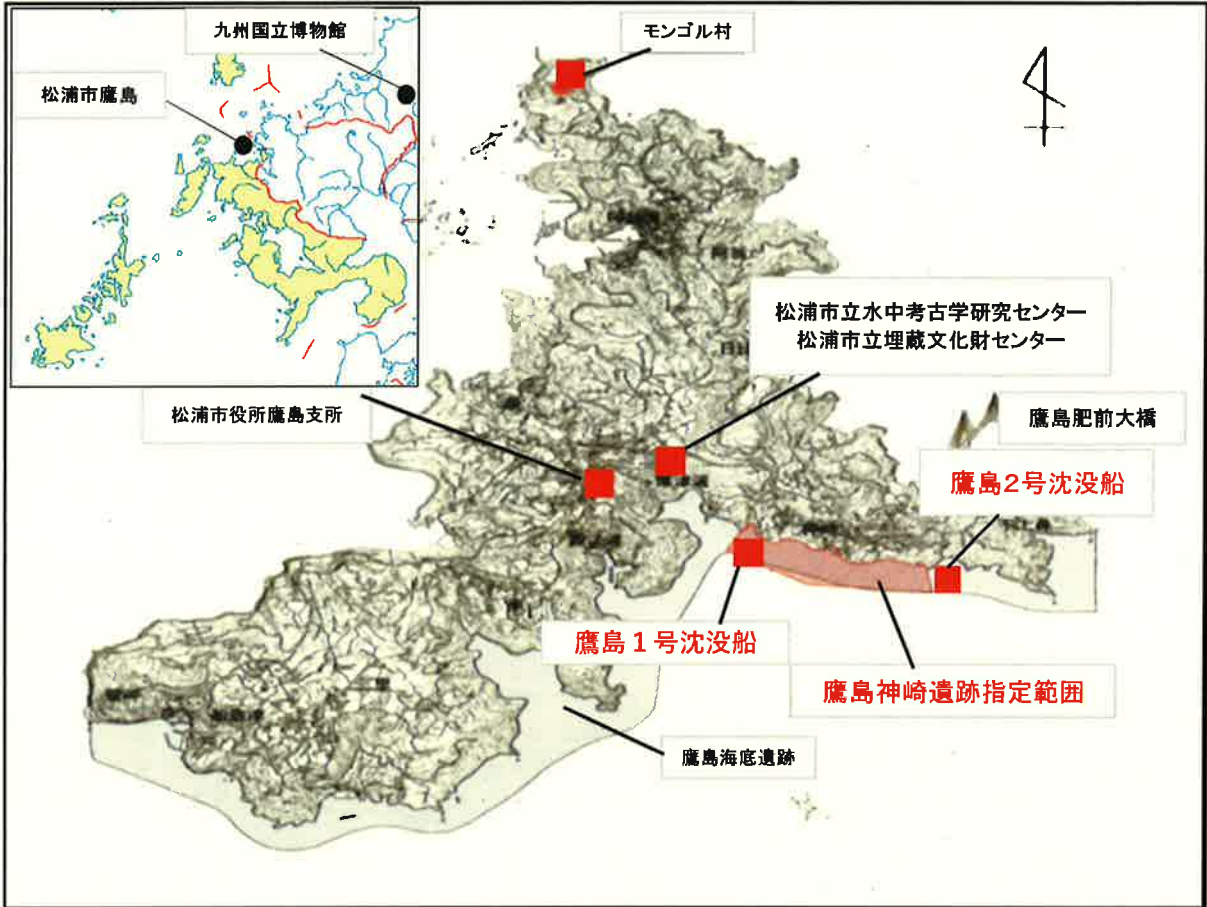 九州国立博物館
松浦市鷹島
モンゴル村
松浦市立水中考古学研究センター
松浦市立埋蔵文化財センター
松浦市役所鷹島支所
鷹島肥前大橋
鷹島2号沈没船
鷹島１号沈没船
鷹島神崎遺跡指定範囲
鷹島海底遺跡